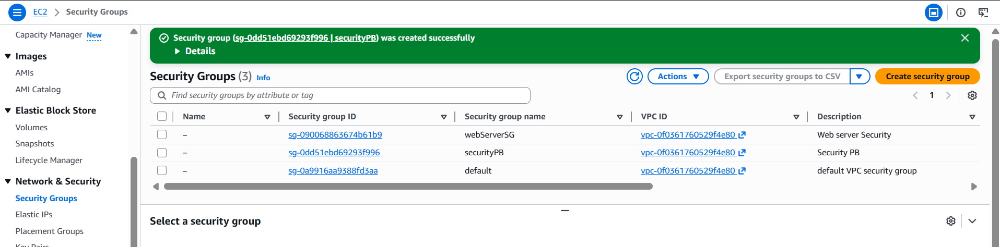 EC2 > Security Groups
Capacity Manager New
Images
AMIs
AMI Catalog
Elastic Block Store
Volumes
Snapshots
Lifecycle Manager
Network & Security
Security Groups
Elastic IPs
Placement Groups
Key Pairs
Security group (sg-0dd51ebd69293f996 | securityPB) was created successfully
Details
Security Groups (3) Info
Actions
Export security groups to CSV
Create security group
Find security groups by attribute or tag
1
Name Security group ID Security group name VPC ID Description
– sg-090068863674b61b9 webServerSG vpc-0f0361760529f4e80 Web server Security
– sg-0dd51ebd69293f996 securityPB vpc-0f0361760529f4e80 Security PB
– sg-0a9916aa9388fd3aa default vpc-0f0361760529f4e80 default VPC security group
Select a security group